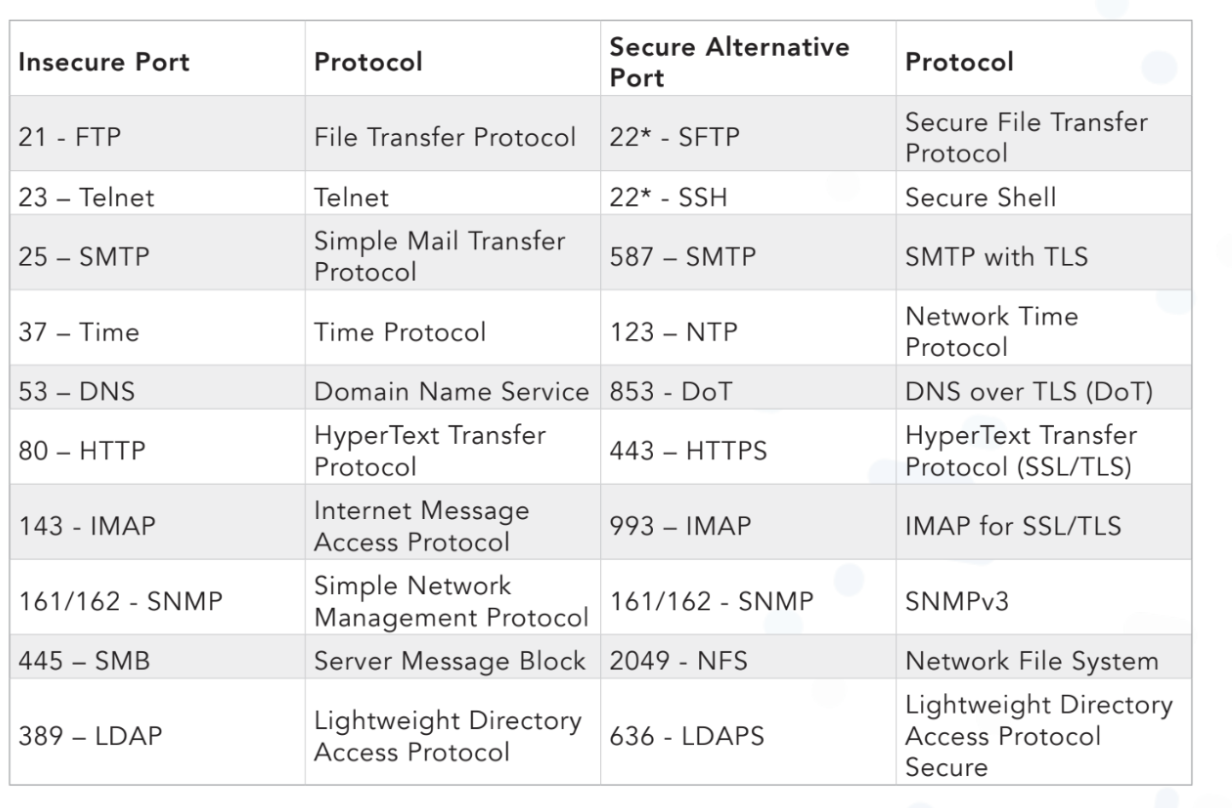 Insecure Port
Protocol
Secure Alternative
Port
Protocol
21 - FTP
File Transfer Protocol
22* - SFTP
Secure File Transfer
Protocol
23 – Telnet
Telnet
22* - SSH
Secure Shell
25 – SMTP
Simple Mail Transfer
Protocol
587 – SMTP
SMTP with TLS
37 – Time
Time Protocol
123 – NTP
Network Time
Protocol
53 – DNS
Domain Name Service
853 - DoT
DNS over TLS (DoT)
80 – HTTP
HyperText Transfer
Protocol
443 – HTTPS
HyperText Transfer
Protocol (SSL/TLS)
143 - IMAP
Internet Message
Access Protocol
993 – IMAP
IMAP for SSL/TLS
161/162 - SNMP
Simple Network
Management Protocol
161/162 - SNMP
SNMPv3
445 – SMB
Server Message Block
2049 - NFS
Network File System
389 – LDAP
Lightweight Directory
Access Protocol
636 - LDAPS
Lightweight Directory
Access Protocol
Secure